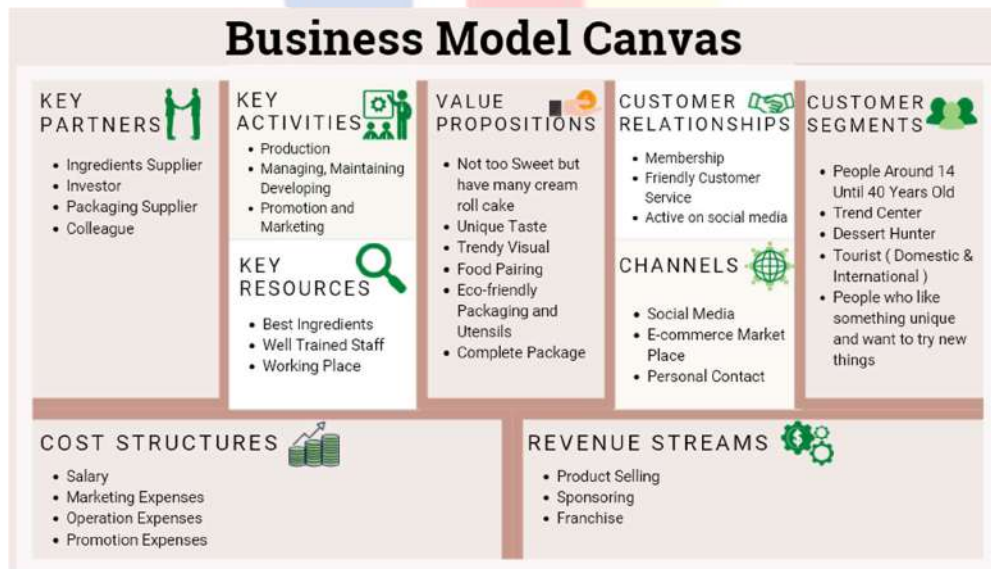 Business Model Canvas
KEY
PARTNERS
• Ingredients Supplier
• Investor
• Packaging Supplier
• Colleague
KEY
ACTIVITIES
• Production
• Managing, Maintaining
Developing
• Promotion and
Marketing
KEY
RESOURCES
• Best Ingredients
• Well Trained Staff
• Working Place
VALUE
PROPOSITIONS
• Not too Sweet but
have many cream
roll cake
• Unique Taste
• Trendy Visual
• Food Pairing
• Eco-friendly
Packaging and
Utensils
• Complete Package
CUSTOMER
RELATIONSHIPS
• Membership
• Friendly Customer
Service
• Active on social media
CHANNELS
• Social Media
• E-commerce Market
Place
• Personal Contact
CUSTOMER
SEGMENTS
• People Around 14
Until 40 Years Old
• Trend Center
• Dessert Hunter
• Tourist ( Domestic &
International )
• People who like
something unique
and want to try new
things
COST STRUCTURES
• Salary
• Marketing Expenses
• Operation Expenses
• Promotion Expenses
REVENUE STREAMS
• Product Selling
• Sponsoring
• Franchise